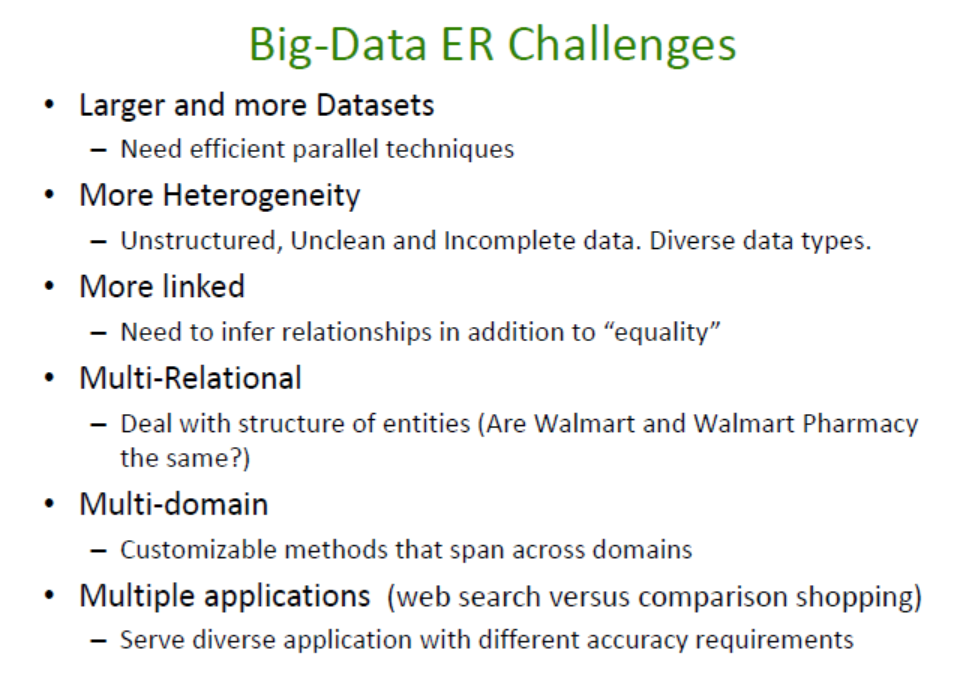 Big-Data ER Challenges
• Larger and more Datasets
– Need efficient parallel techniques
• More Heterogeneity
– Unstructured, Unclean and Incomplete data. Diverse data types.
• More linked
– Need to infer relationships in addition to “equality”
• Multi-Relational
– Deal with structure of entities (Are Walmart and Walmart Pharmacy
the same?)
• Multi-domain
– Customizable methods that span across domains
• Multiple applications (web search versus comparison shopping)
– Serve diverse application with different accuracy requirements